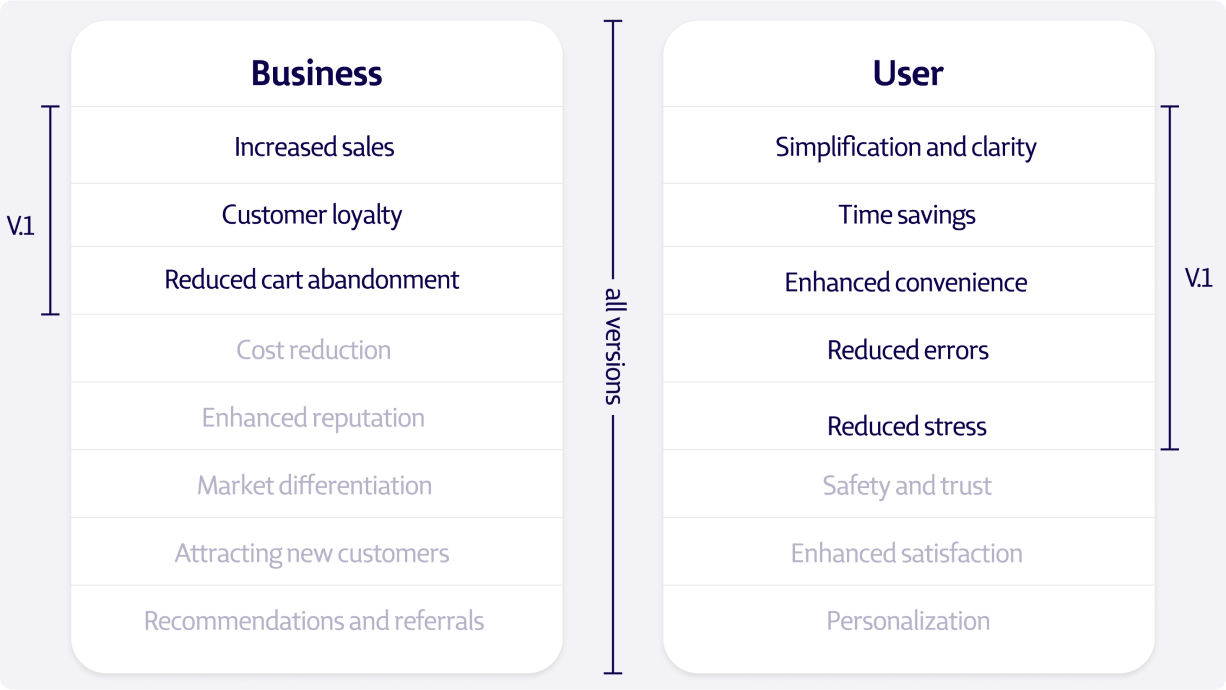 Business
Increased sales
Customer loyalty
Reduced cart abandonment
Cost reduction
Enhanced reputation
Market differentiation
Attracting new customers
Recommendations and referrals
V.1
all versions
User
Simplification and clarity
Time savings
Enhanced convenience
Reduced errors
Reduced stress
Safety and trust
Enhanced satisfaction
Personalization
V.1